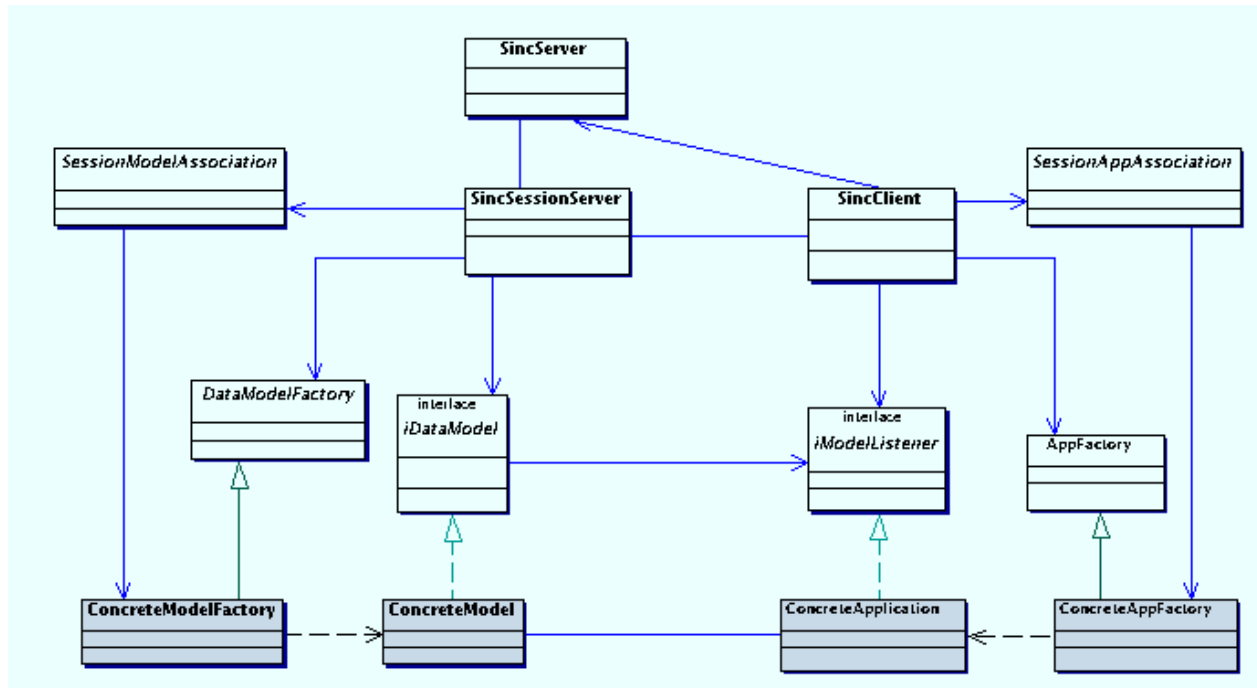 SincServer
SessionModelAssociation
SessionAppAssociation
SincSessionServer
SincClient
DataModelFactory
interface
iDataModel
interface
iModelListener
AppFactory
ConcreteModelFactory
ConcreteModel
ConcreteApplication
ConcreteAppFactory